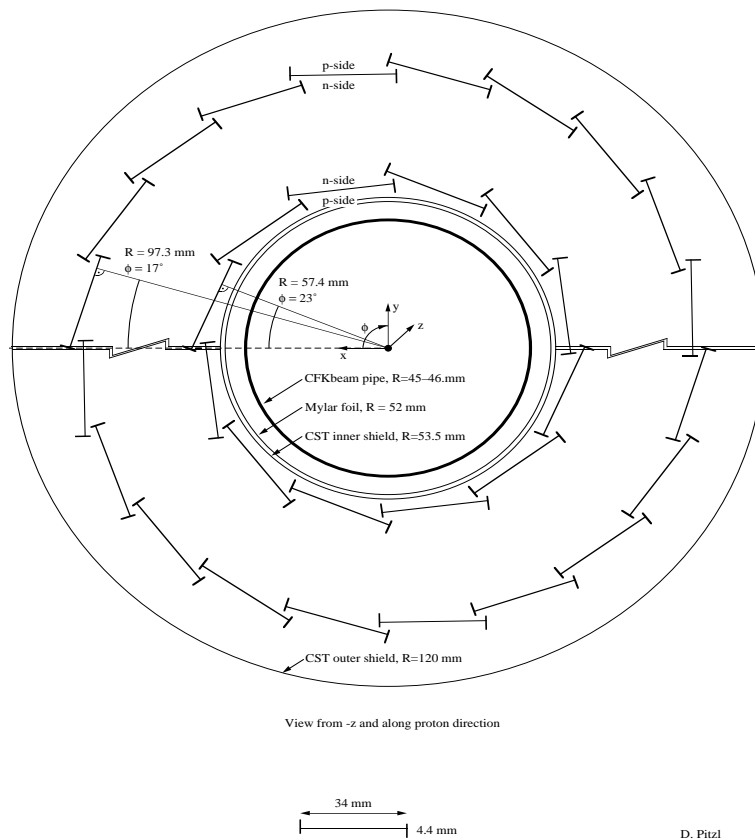 p-side
n-side
n-side
p-side
R = 97.3 mm
ϕ = 17°
R = 57.4 mm
ϕ = 23°
y
ϕ
z
x
CFKbeam pipe, R=45–46.mm
Mylar foil, R = 52 mm
CST inner shield, R=53.5 mm
CST outer shield, R=120 mm
View from -z and along proton direction
34 mm
4.4 mm
D. Pitzl